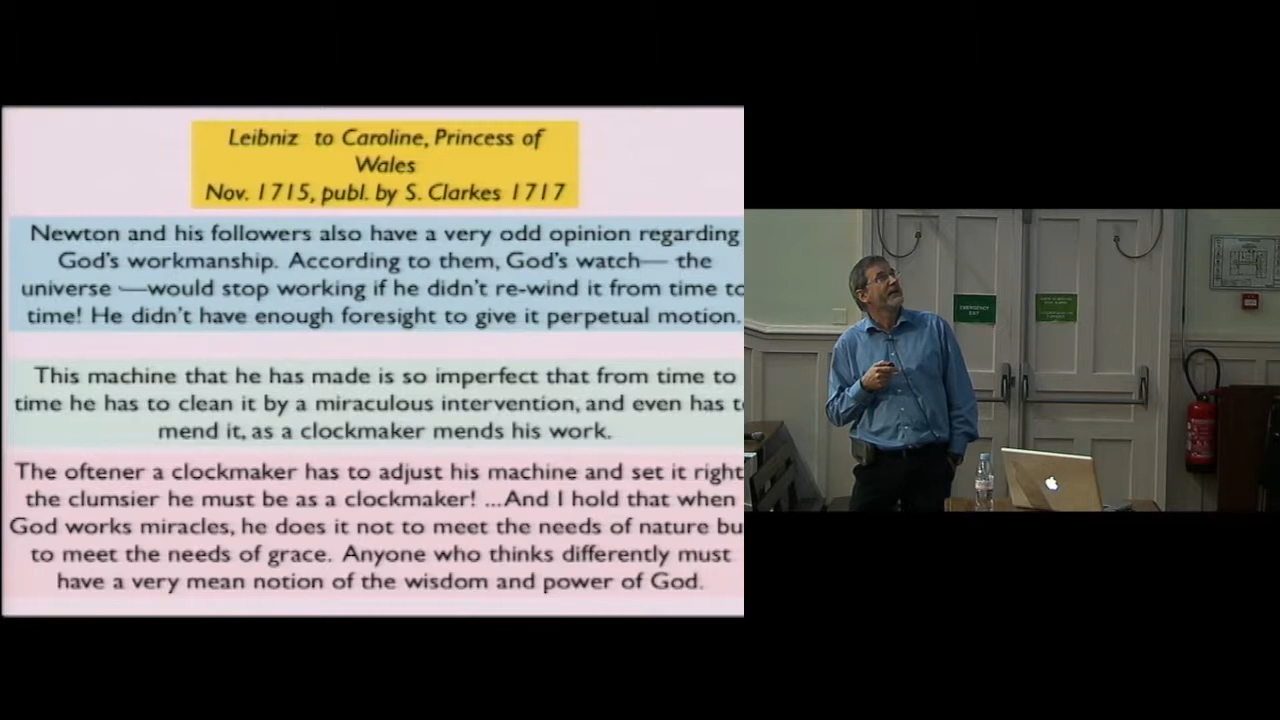 Leibniz to Caroline, Princess of
Wales
Nov. 1715, publ. by S. Clarkes 1717
Newton and his followers also have a very odd opinion regarding
God's workmanship. According to them, God's watch— the
universe —would stop working if he didn't re-wind it from time to
time! He didn't have enough foresight to give it perpetual motion.
This machine that he has made is so imperfect that from time to
time he has to clean it by a miraculous intervention, and even has to
mend it, as a clockmaker mends his work.
The oftener a clockmaker has to adjust his machine and set it right
the clumsier he must be as a clockmaker! ...And I hold that when
God works miracles, he does it not to meet the needs of nature bu
to meet the needs of grace. Anyone who thinks differently must
have a very mean notion of the wisdom and power of God.
EMERGENCY
EXIT